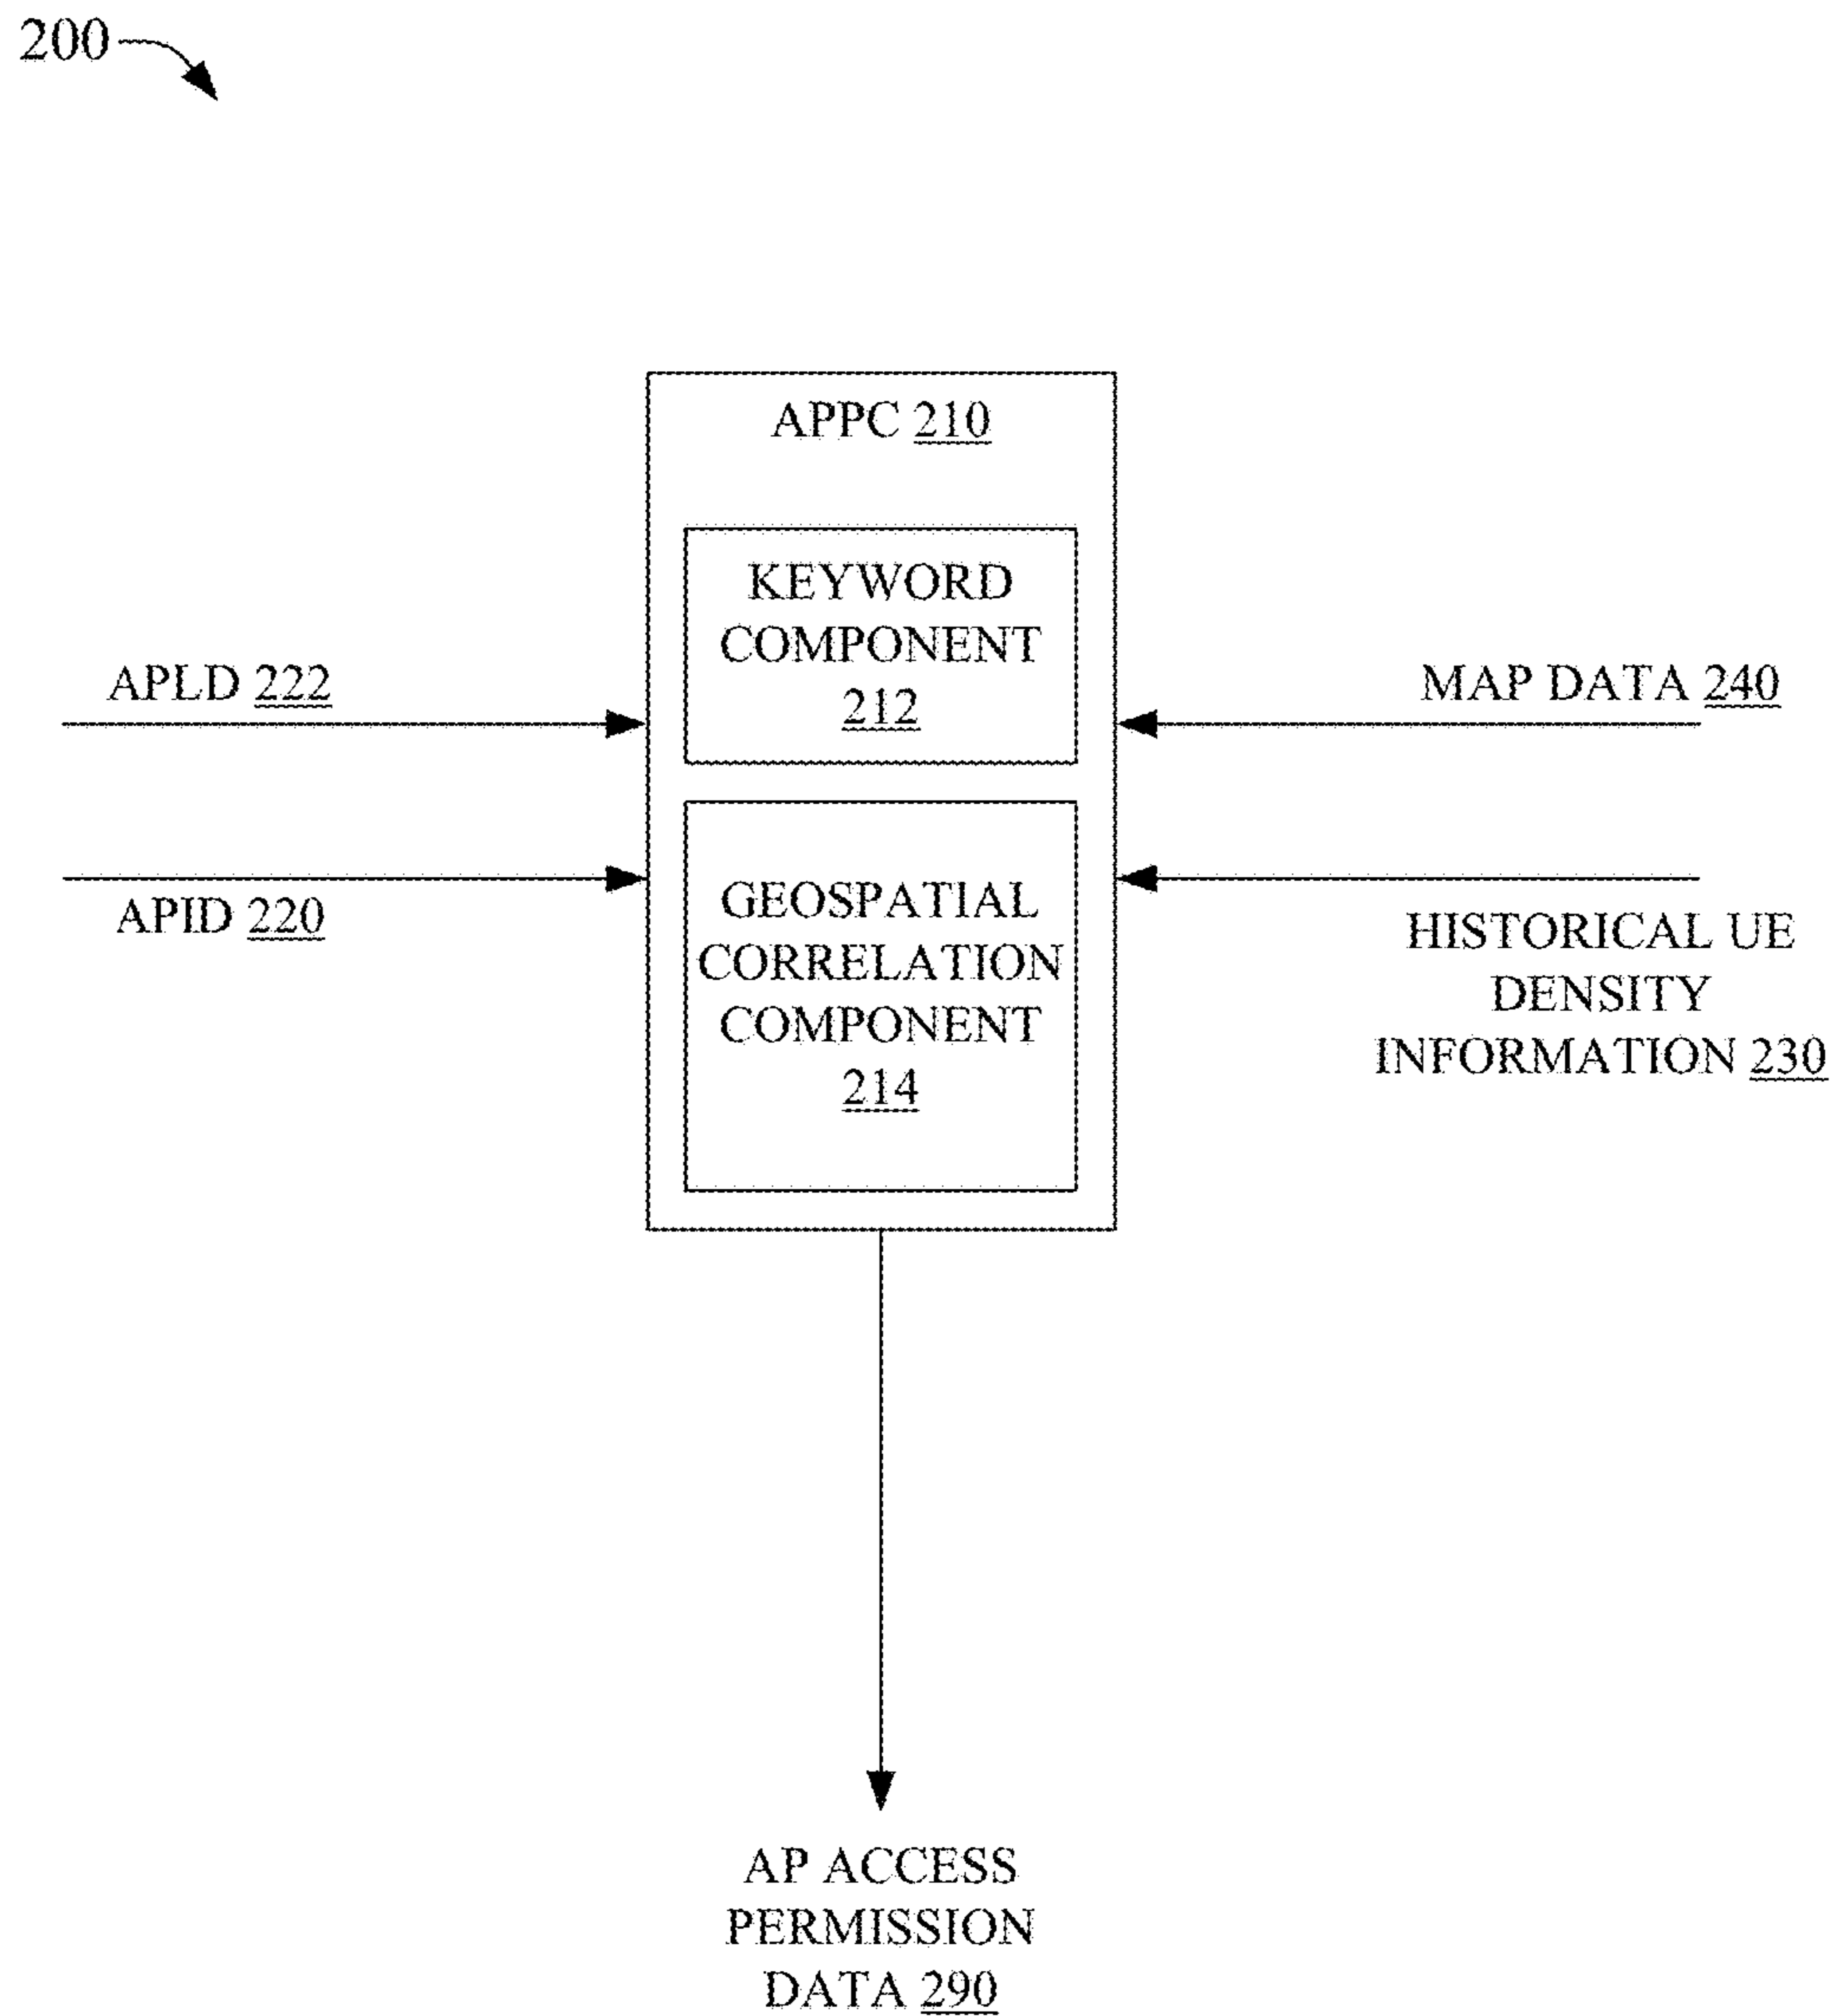 200
APPC 210
KEYWORD
COMPONENT
212
APLD 222
MAP DATA 240
APID 220
GEOSPATIAL
CORRELATION
COMPONENT
214
HISTORICAL UE
DENSITY
INFORMATION 230
AP ACCESS
PERMISSION
DATA 290